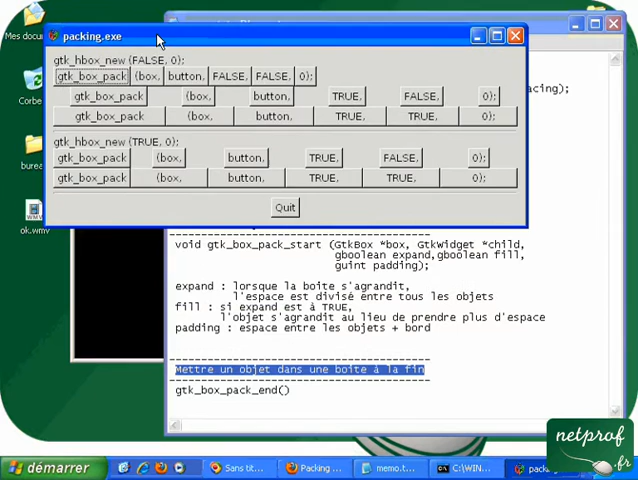 Mes docum
packing.exe
gtk_hbox_new (FALSE, 0);
gtk_box_pack (box, button, FALSE, FALSE, 0);
gtk_box_pack (box, button, TRUE, FALSE, 0);
gtk_box_pack (box, button, TRUE, TRUE, 0);
acing);
Corbe
gtk_hbox_new (TRUE, 0);
gtk_box_pack (box, button, TRUE, FALSE, 0);
gtk_box_pack (box, button, TRUE, TRUE, 0);
burea
Quit
ok.wmv
void gtk_box_pack_start (GtkBox *box, GtkWidget *child,
gboolean expand,gboolean fill,
guint padding);
expand : lorsque la boite s'agrandit,
l'espace est divisé entre tous les objets
fill : si expand est à TRUE,
l'objet s'agrandit au lieu de prendre plus d'espace
padding : espace entre les objets + bord
Mettre un objet dans une boite à la fin
gtk_box_pack_end()
netprof
.fr
démarrer
Sans tit...
Packing ...
memo.t...
C:\WIN...
packin